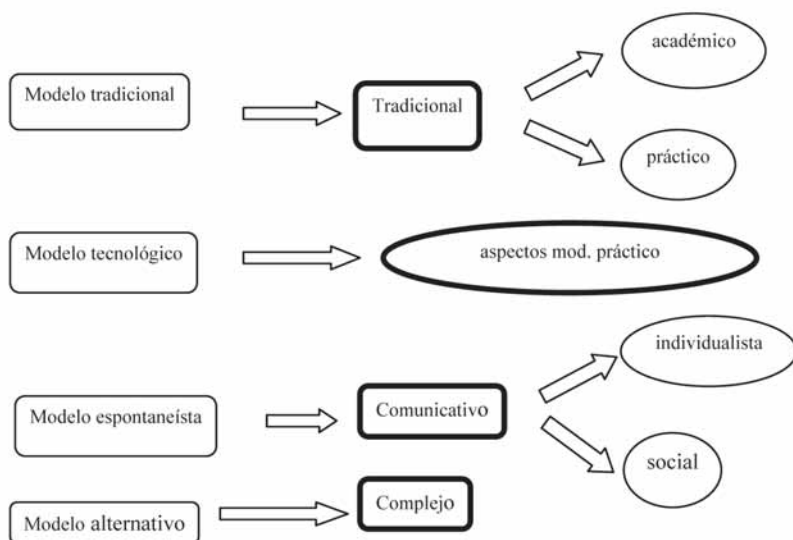 académico
Modelo tradicional
Tradicional
práctico
Modelo tecnológico
aspectos mod. práctico
individualista
Modelo espontaneísta
Comunicativo
social
Modelo alternativo
Complejo